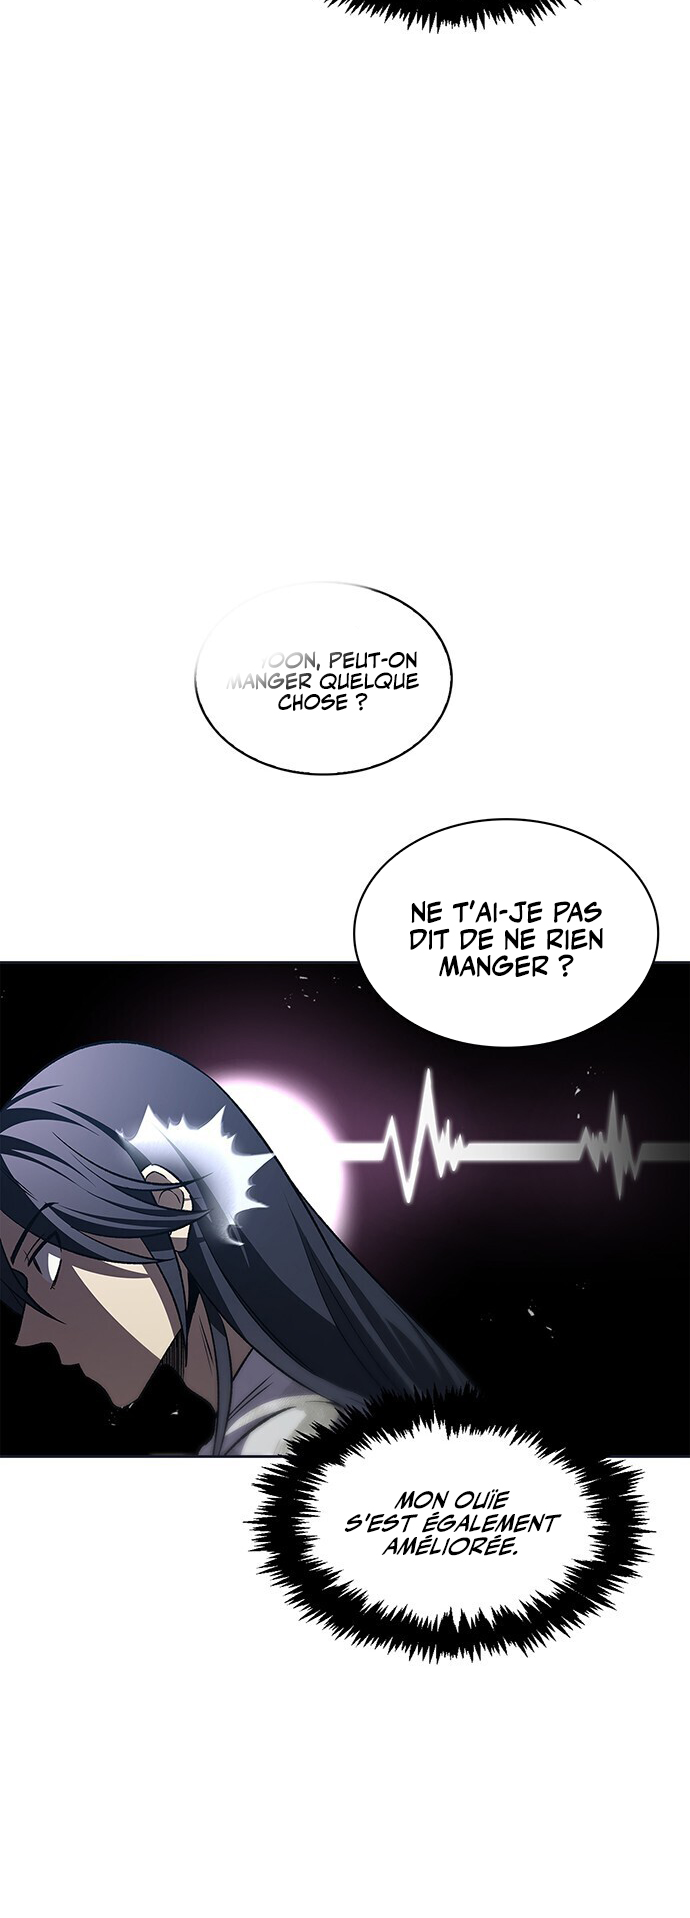 PEUT-ON
MANGER QUELQUE
CHOSE ?
NE T'AI-JE PAS
DIT DE NE RIEN
MANGER ?
MON OUÏE
S'EST ÉGALEMENT
AMÉLIORÉE.